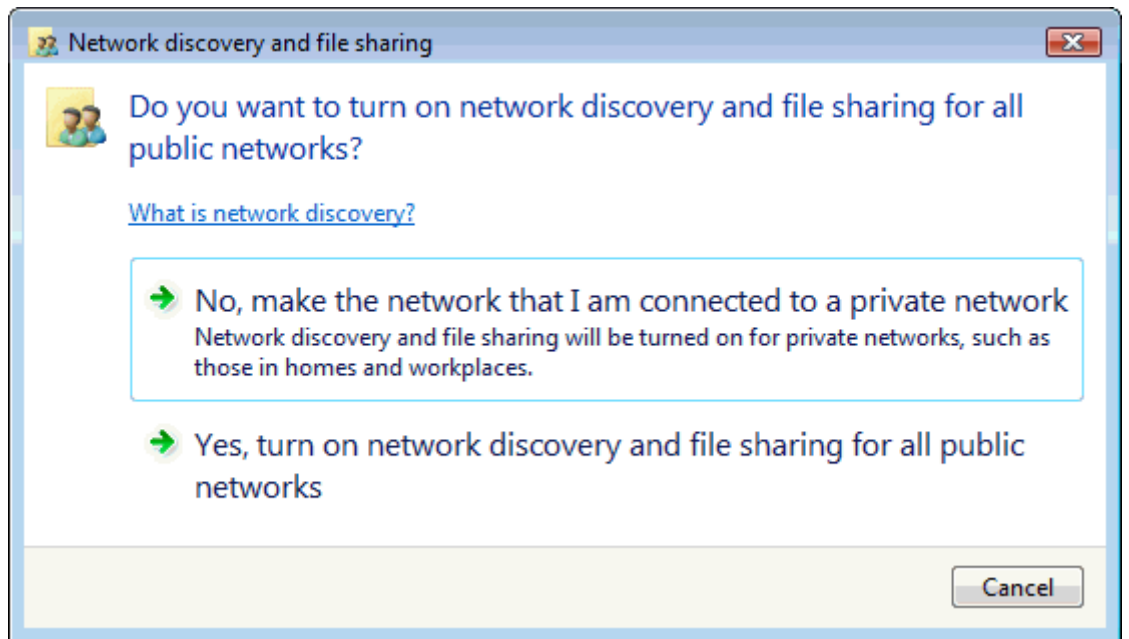 Network discovery and file sharing
Do you want to turn on network discovery and file sharing for all
public networks?
What is network discovery?
No, make the network that I am connected to a private network
Network discovery and file sharing will be turned on for private networks, such as
those in homes and workplaces.
Yes, turn on network discovery and file sharing for all public
networks
Cancel